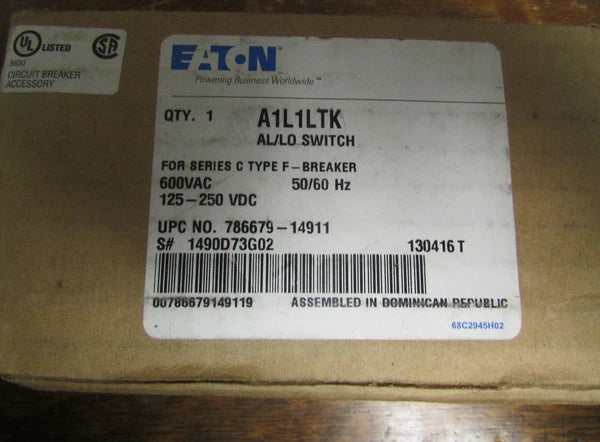 UL LISTED
560U
CIRCUIT BREAKER
ACCESSORY
SA
EATON
Powering Business Worldwide™
QTY. 1 A1L1LTK
AL/LO SWITCH
FOR SERIES C TYPE F-BREAKER
600VAC 50/60 Hz
125-250 VDC
UPC NO. 786679-14911
S# 1490D73G02 130416 T
00786679149119 ASSEMBLED IN DOMINICAN REPUBLIC
68C2945H02